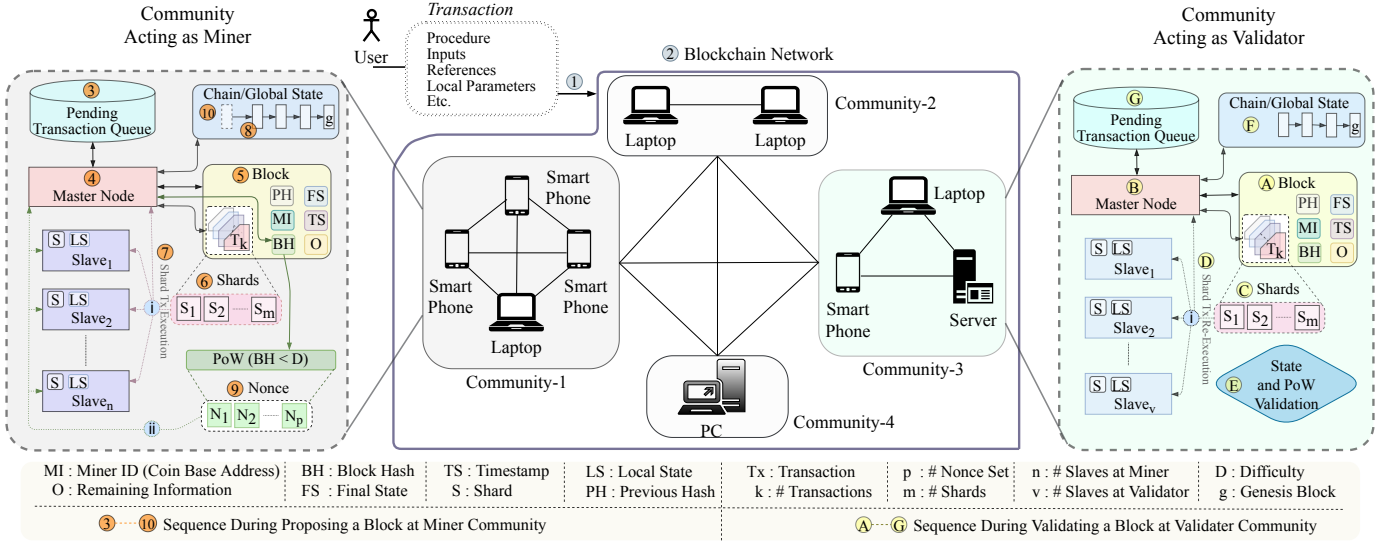 Community
Acting as Miner
3
Pending
Transaction Queue
Chain/Global State
10
8
g
4
Master Node
5 Block
PH FS
MI TS
BH O
Tk
S LS
Slave1
S LS
Slave2
S LS
Slaven
7
Shard Tx Execution
i
6 Shards
S1 S2 Sm
PoW (BH < D)
9 Nonce
N1 N2 Np
ii
User
Transaction
Procedure
Inputs
References
Local Parameters
Etc.
1
2 Blockchain Network
Laptop Laptop
Community-2
Smart
Phone
Smart
Phone
Smart
Phone
Laptop
Community-1
Laptop
Smart
Phone
Server
Community-3
PC
Community-4
Community
Acting as Validator
G
Pending
Transaction Queue
Chain/Global State
F
g
B
Master Node
A Block
PH FS
MI TS
BH O
Tk
S LS
Slave1
S LS
Slave2
S LS
Slavev
D
Shard Tx Re-Execution
i
C Shards
S1 S2 Sm
E
State
and PoW
Validation
MI : Miner ID (Coin Base Address) BH : Block Hash TS : Timestamp LS : Local State Tx : Transaction p : # Nonce Set n : # Slaves at Miner D : Difficulty
O : Remaining Information FS : Final State S : Shard PH : Previous Hash k : # Transactions m : # Shards v : # Slaves at Validator g : Genesis Block
3 10 Sequence During Proposing a Block at Miner Community A G Sequence During Validating a Block at Validater Community